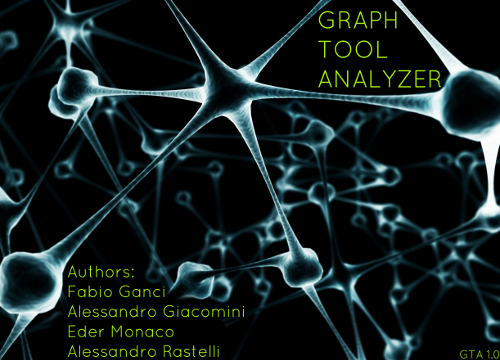 GRAPH
TOOL
ANALYZER
Authors:
Fabio Ganci
Alessandro Giacomini
Eder Monaco
Alessandro Rastelli
GTA 1.0